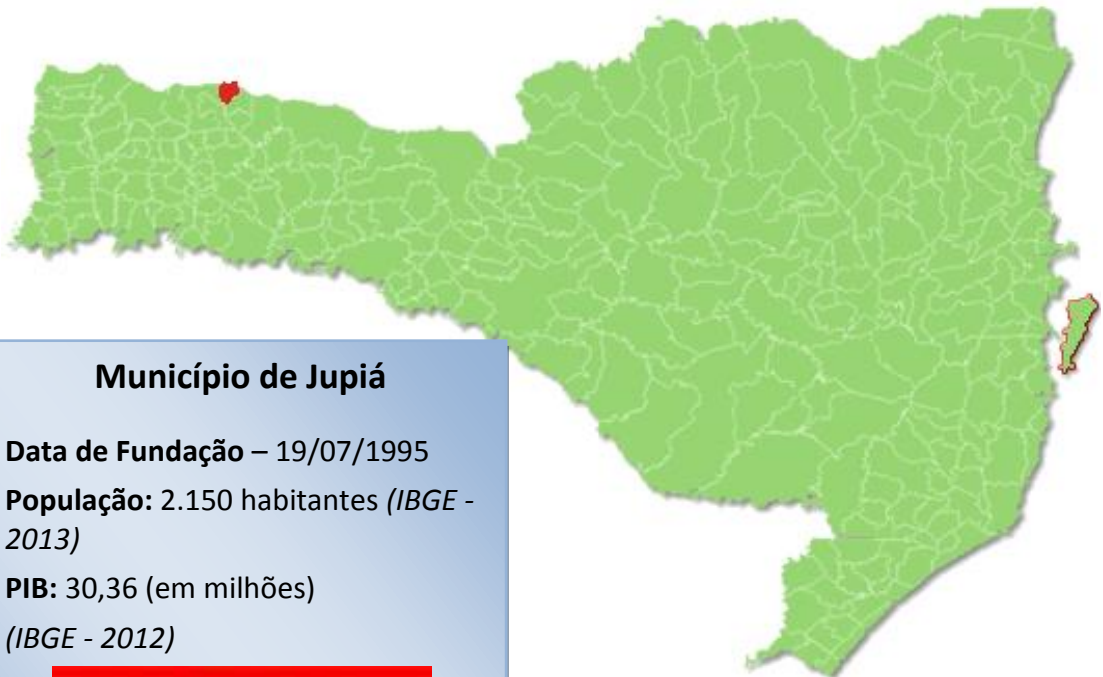 Município de Jupiá
Data de Fundação – 19/07/1995
População: 2.150 habitantes (IBGE -
2013)
PIB: 30,36 (em milhões)
(IBGE - 2012)